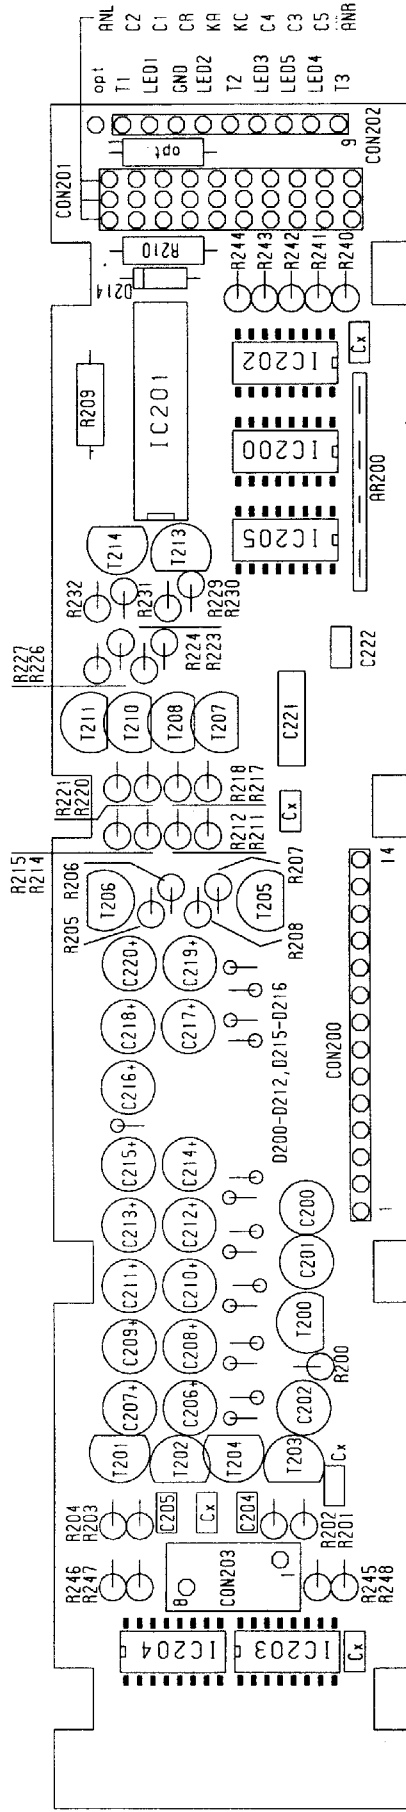 ANL
C2
C1
CR
KA
KC
C4
C3
C5
ANR
opt
T1
LED1
GND
LED2
T2
LED3
LED5
LED4
T3
CON201
1
opt
9
CON202
R210
D214
R244
R243
R242
R241
R240
R209
IC201
IC202
Cx
IC200
IC205
AR200
T214
T213
R232
R231
R229
R230
R227
R226
R224
R223
C222
T211
T210
T208
T207
C221
R221
R220
R218
R217
Cx
R215
R214
R212
R211
R206
R207
T206
T205
R205
R208
14
C220+
C219+
C218+
C217+
D200-D212,D215-D216
CON200
C216+
C215+
C214+
C213+
C212+
C200
1
C211+
C210+
C201
C209+
C208+
T200
R200
C207+
C206+
C202
T201
T202
T204
T203
Cx
R204
R203
C205
Cx
C204
R202
R201
R246
R247
8
CON203
1
R245
R248
IC204
IC203
Cx